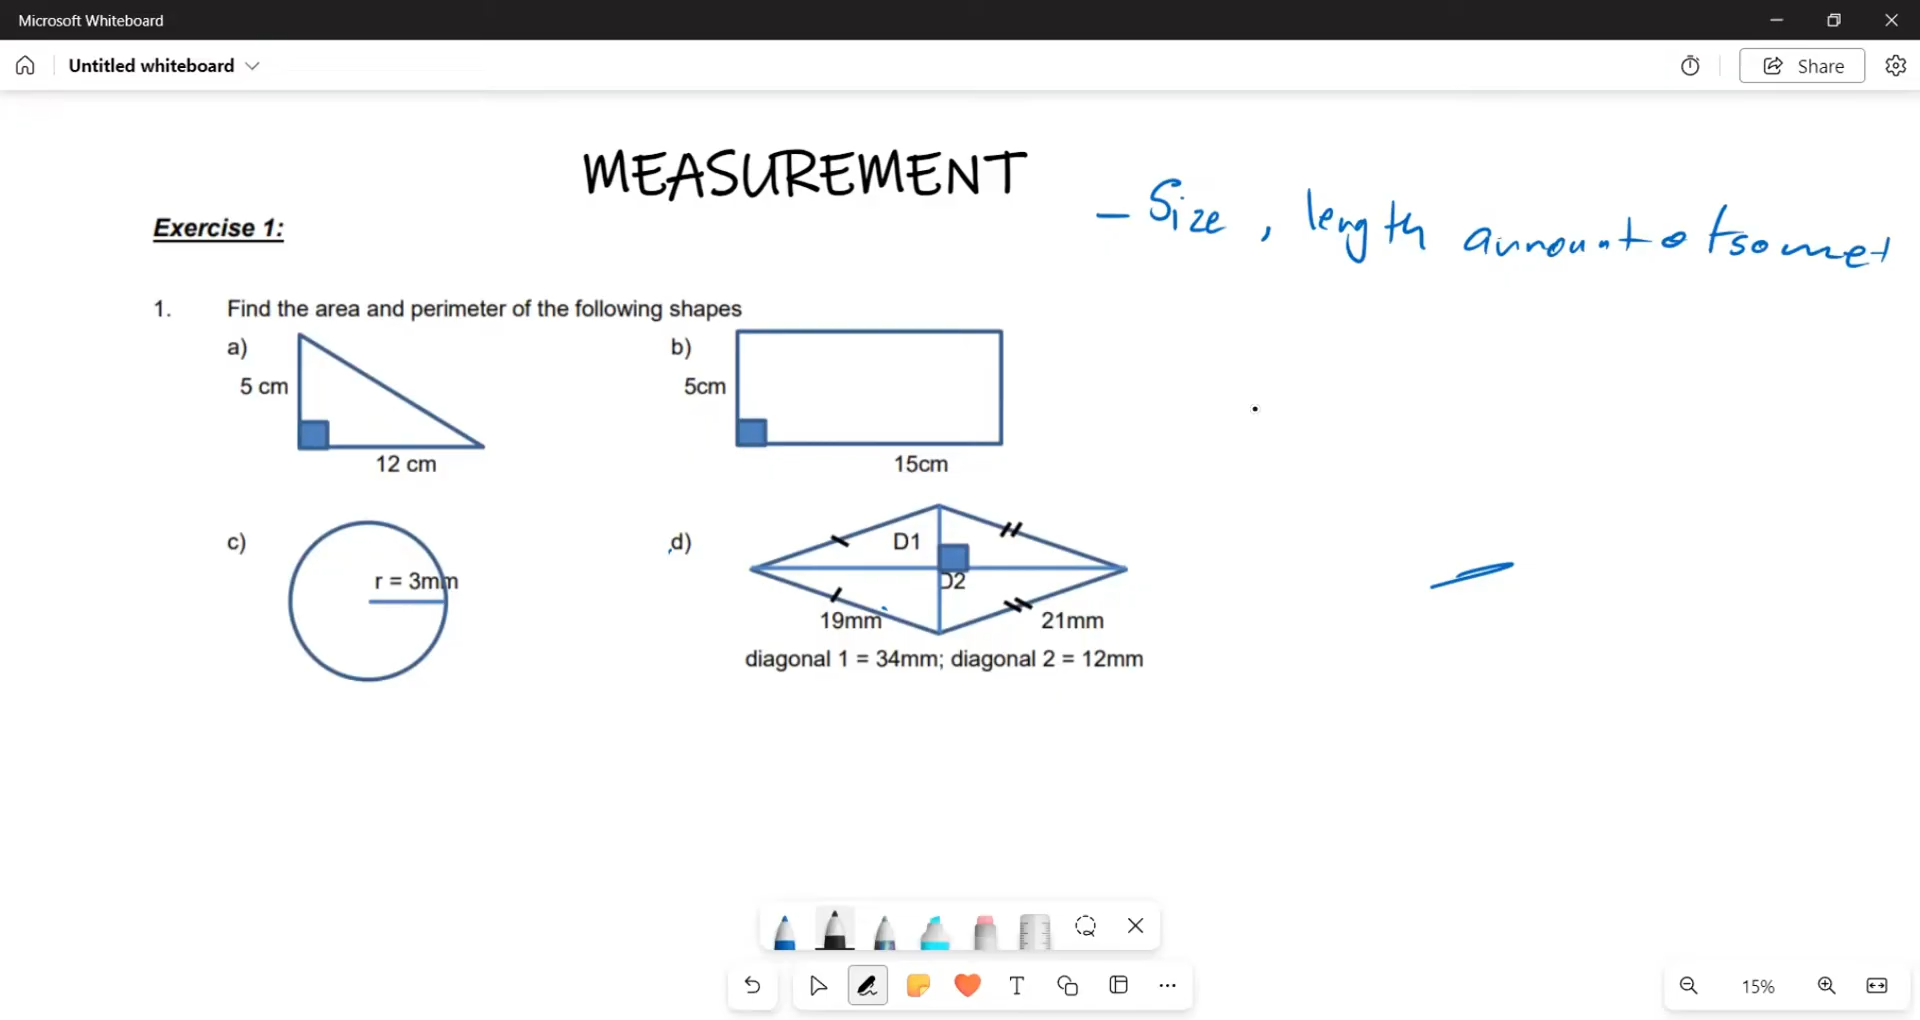 Microsoft Whiteboard
Untitled whiteboard
Share
MEASUREMENT
- Size, length amount of somet
Exercise 1:
1. Find the area and perimeter of the following shapes
a) b)
5 cm 5cm
12 cm 15cm
c) d)
D1
r = 3mm D2
19mm 21mm
diagonal 1 = 34mm; diagonal 2 = 12mm
15%